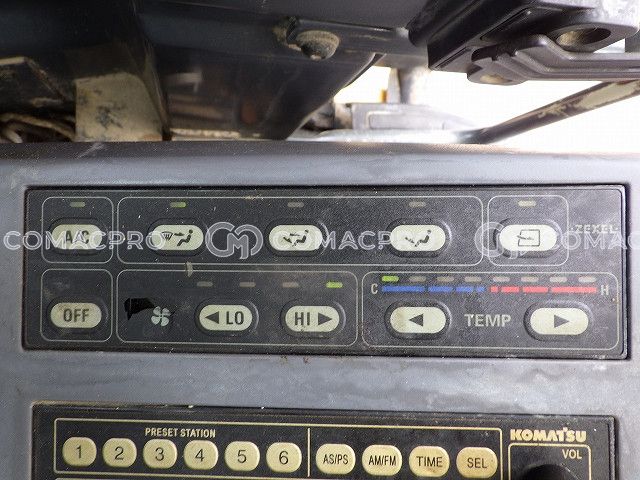 COMACPRO COMACPRO COMACPRO
A/C ZEXEL
C H
OFF LO HI TEMP
PRESET STATION KOMATSU
VOL
1 2 3 4 5 6 AS/PS AM/FM TIME SEL